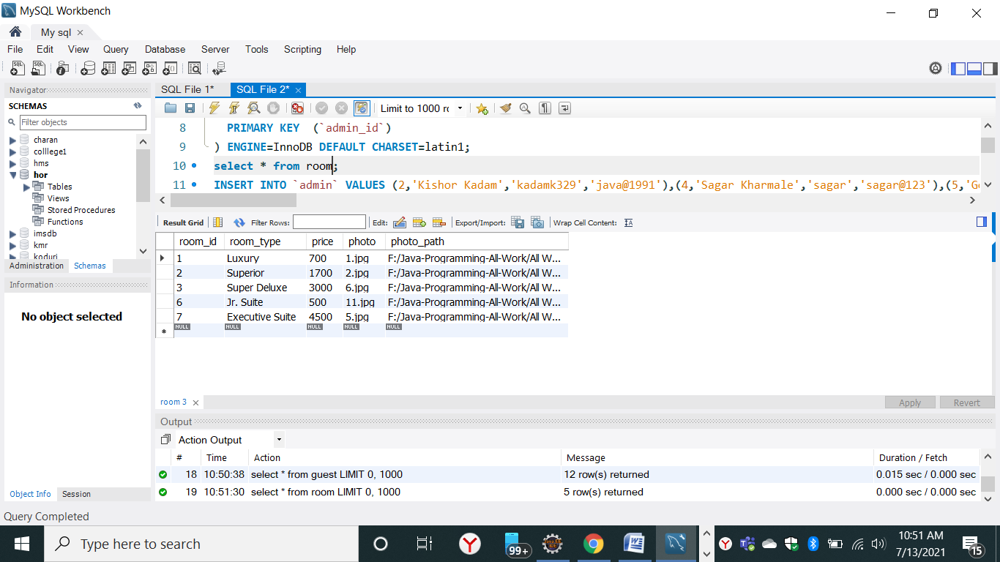 MySQL Workbench
My sql
File Edit View Query Database Server Tools Scripting Help
Navigator
SCHEMAS
Filter objects
charan
colllege1
hms
hor
Tables
Views
Stored Procedures
Functions
imsdb
kmr
koduri
Administration Schemas
Information
No object selected
Object Info Session
SQL File 1* SQL File 2*
Limit to 1000 rc
8 PRIMARY KEY (`admin_id`)
9 ) ENGINE=InnoDB DEFAULT CHARSET=latin1;
10 select * from room;
11 INSERT INTO `admin` VALUES (2,'Kishor Kadam','kadamk329','java@1991'),(4,'Sagar Kharmale','sagar','sagar@123'),(5,'Ge
Result Grid Filter Rows: Edit: Export/Import: Wrap Cell Content: IA
room_id room_type price photo photo_path
1 Luxury 700 1.jpg F:/Java-Programming-All-Work/All W...
2 Superior 1700 2.jpg F:/Java-Programming-All-Work/All W...
3 Super Deluxe 3000 6.jpg F:/Java-Programming-All-Work/All W...
6 Jr. Suite 500 11.jpg F:/Java-Programming-All-Work/All W...
7 Executive Suite 4500 5.jpg F:/Java-Programming-All-Work/All W...
NULL NULL NULL NULL NULL
room 3
Apply Revert
Output
Action Output
# Time Action Message Duration / Fetch
18 10:50:38 select * from guest LIMIT 0, 1000 12 row(s) returned 0.015 sec / 0.000 sec
19 10:51:30 select * from room LIMIT 0, 1000 5 row(s) returned 0.000 sec / 0.000 sec
Query Completed
Type here to search
99+
10:51 AM
7/13/2021
15